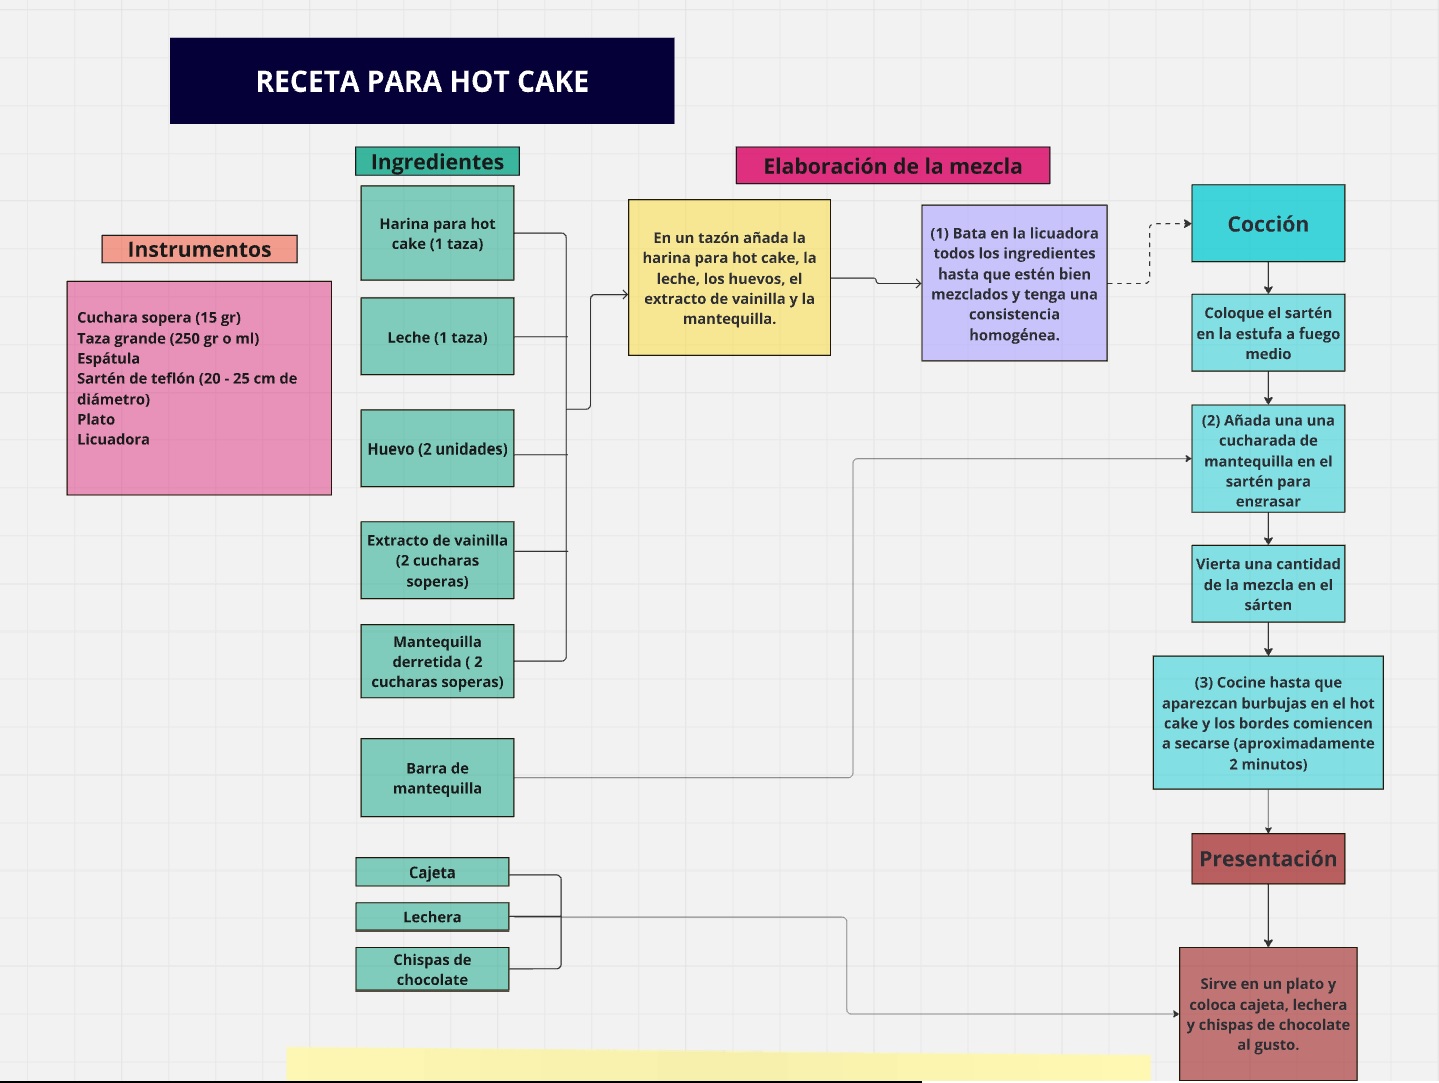 RECETA PARA HOT CAKE
Instrumentos
Cuchara sopera (15 gr)
Taza grande (250 gr o ml)
Espátula
Sartén de teflón (20 - 25 cm de
diámetro)
Plato
Licuadora
Ingredientes
Harina para hot
cake (1 taza)
Leche (1 taza)
Huevo (2 unidades)
Extracto de vainilla
(2 cucharas
soperas)
Mantequilla
derretida ( 2
cucharas soperas)
Barra de
mantequilla
Cajeta
Lechera
Chispas de
chocolate
Elaboración de la mezcla
En un tazón añada la
harina para hot cake, la
leche, los huevos, el
extracto de vainilla y la
mantequilla.
(1) Bata en la licuadora
todos los ingredientes
hasta que estén bien
mezclados y tenga una
consistencia
homogénea.
Cocción
Coloque el sartén
en la estufa a fuego
medio
(2) Añada una una
cucharada de
mantequilla en el
sartén para
engrasar
Vierta una cantidad
de la mezcla en el
sárten
(3) Cocine hasta que
aparezcan burbujas en el hot
cake y los bordes comiencen
a secarse (aproximadamente
2 minutos)
Presentación
Sirve en un plato y
coloca cajeta, lechera
y chispas de chocolate
al gusto.